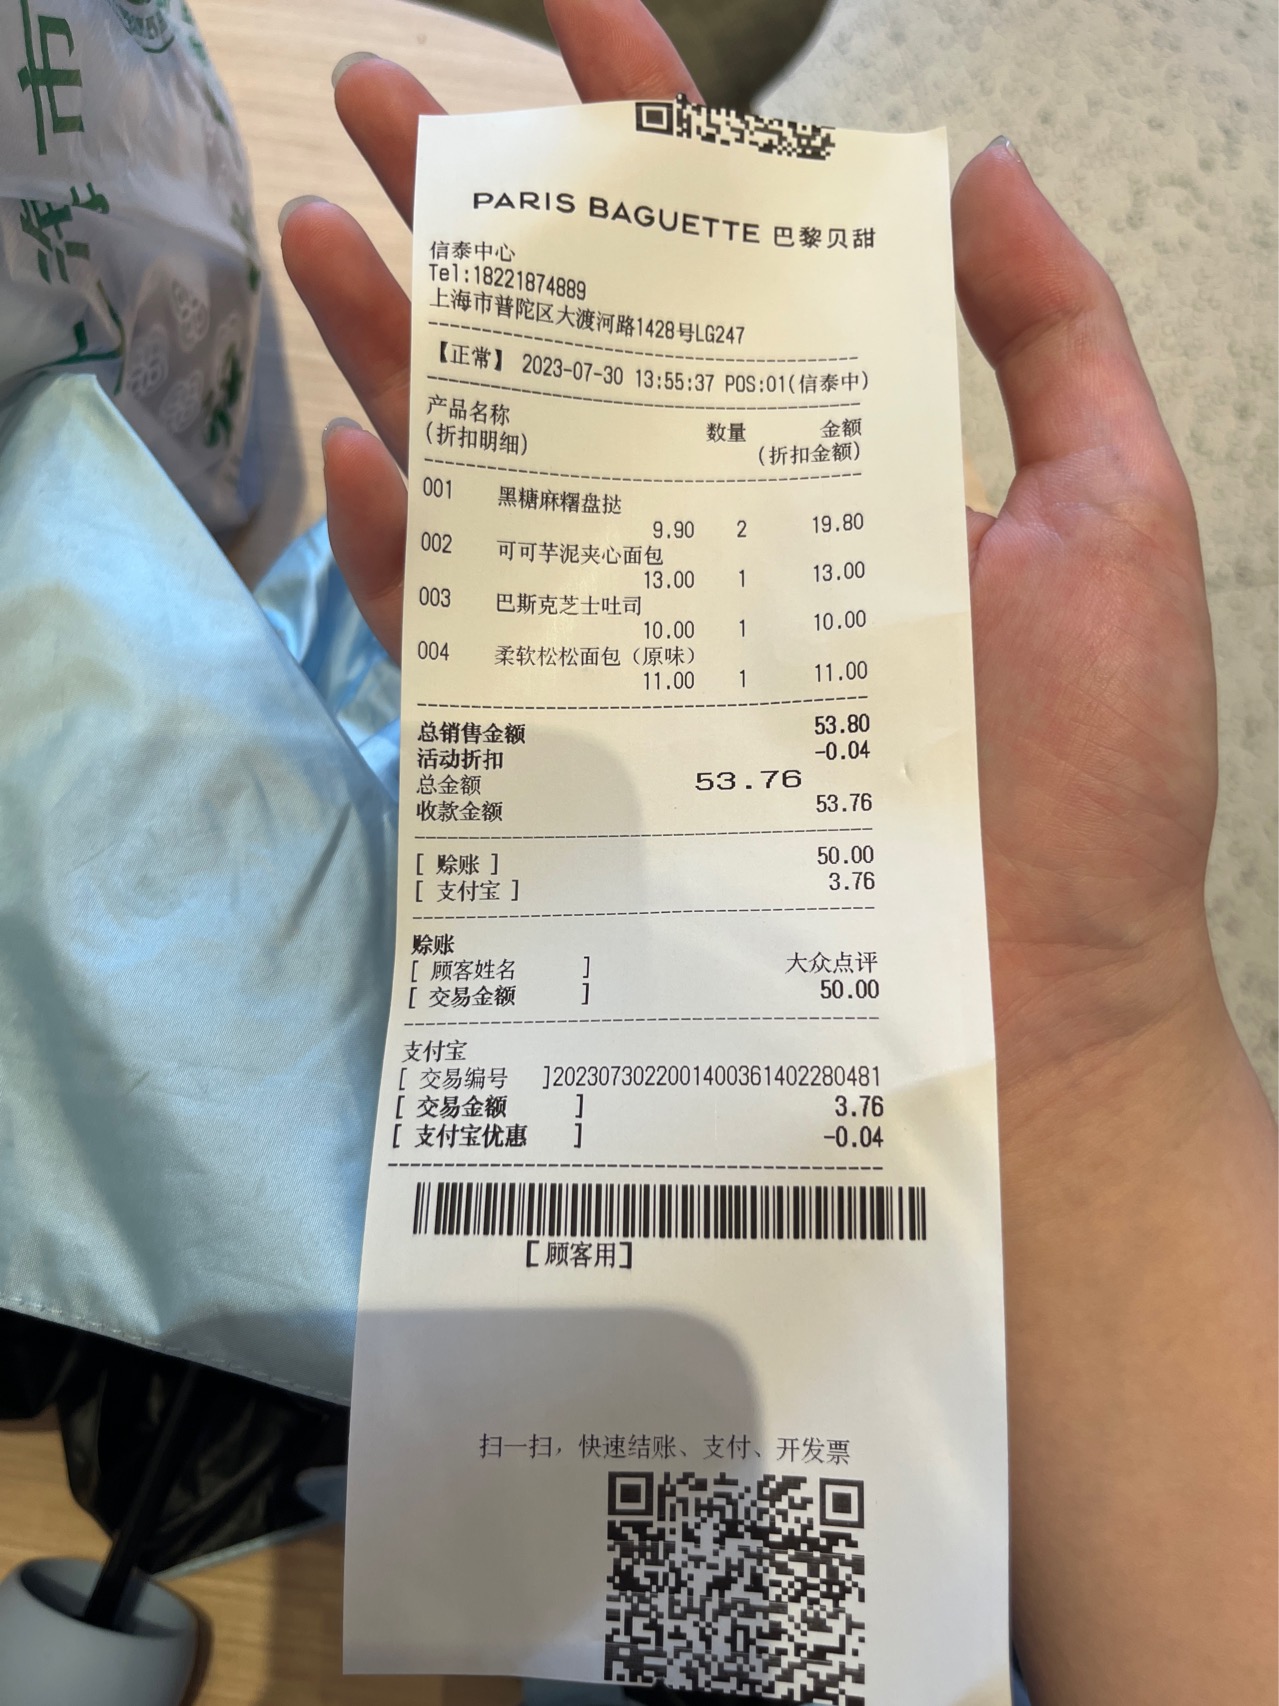 上海市
PARIS BAGUETTE 巴黎贝甜
信泰中心
Tel:18221874889
上海市普陀区大渡河路1428号LG247
【正常】 2023-07-30 13:55:37 POS:01(信泰中)
产品名称 数量 金额
(折扣明细) (折扣金额)
001 黑糖麻糬盘挞
9.90 2 19.80
002 可可芋泥夹心面包
13.00 1 13.00
003 巴斯克芝士吐司
10.00 1 10.00
004 柔软松松面包（原味）
11.00 1 11.00
总销售金额 53.80
活动折扣 -0.04
总金额 53.76
收款金额 53.76
[ 赊账 ] 50.00
[ 支付宝 ] 3.76
赊账
[ 顾客姓名 ] 大众点评
[ 交易金额 ] 50.00
支付宝
[ 交易编号 ]2023073022001400361402280481
[ 交易金额 ] 3.76
[ 支付宝优惠 ] -0.04
[顾客用]
扫一扫，快速结账、支付、开发票